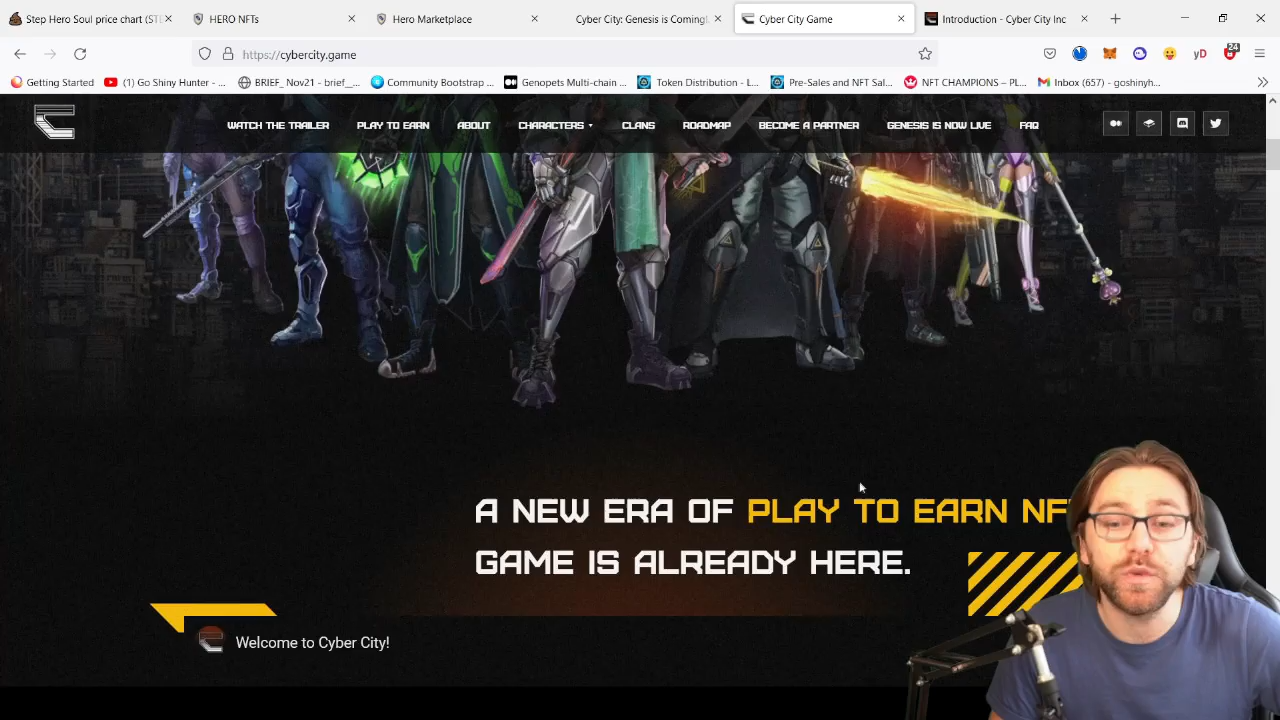 Step Hero Soul price chart (ST
HERO NFTs
Hero Marketplace
Cyber City: Genesis is Coming!
Cyber City Game
Introduction - Cyber City Inc
https://cybercity.game
yD
24
Getting Started
(1) Go Shiny Hunter - ...
BRIEF_Nov21 - brief_...
Community Bootstrap ...
Genopets Multi-chain ...
Token Distribution - L...
Pre-Sales and NFT Sal...
NFT CHAMPIONS – PL...
Inbox (657) - goshinyh...
WATCH THE TRAILER
PLAY TO EARN
ABOUT
CHARACTERS
CLANS
ROADMAP
BECOME A PARTNER
GENESIS IS NOW LIVE
FAQ
A NEW ERA OF PLAY TO EARN NF
GAME IS ALREADY HERE.
Welcome to Cyber City!